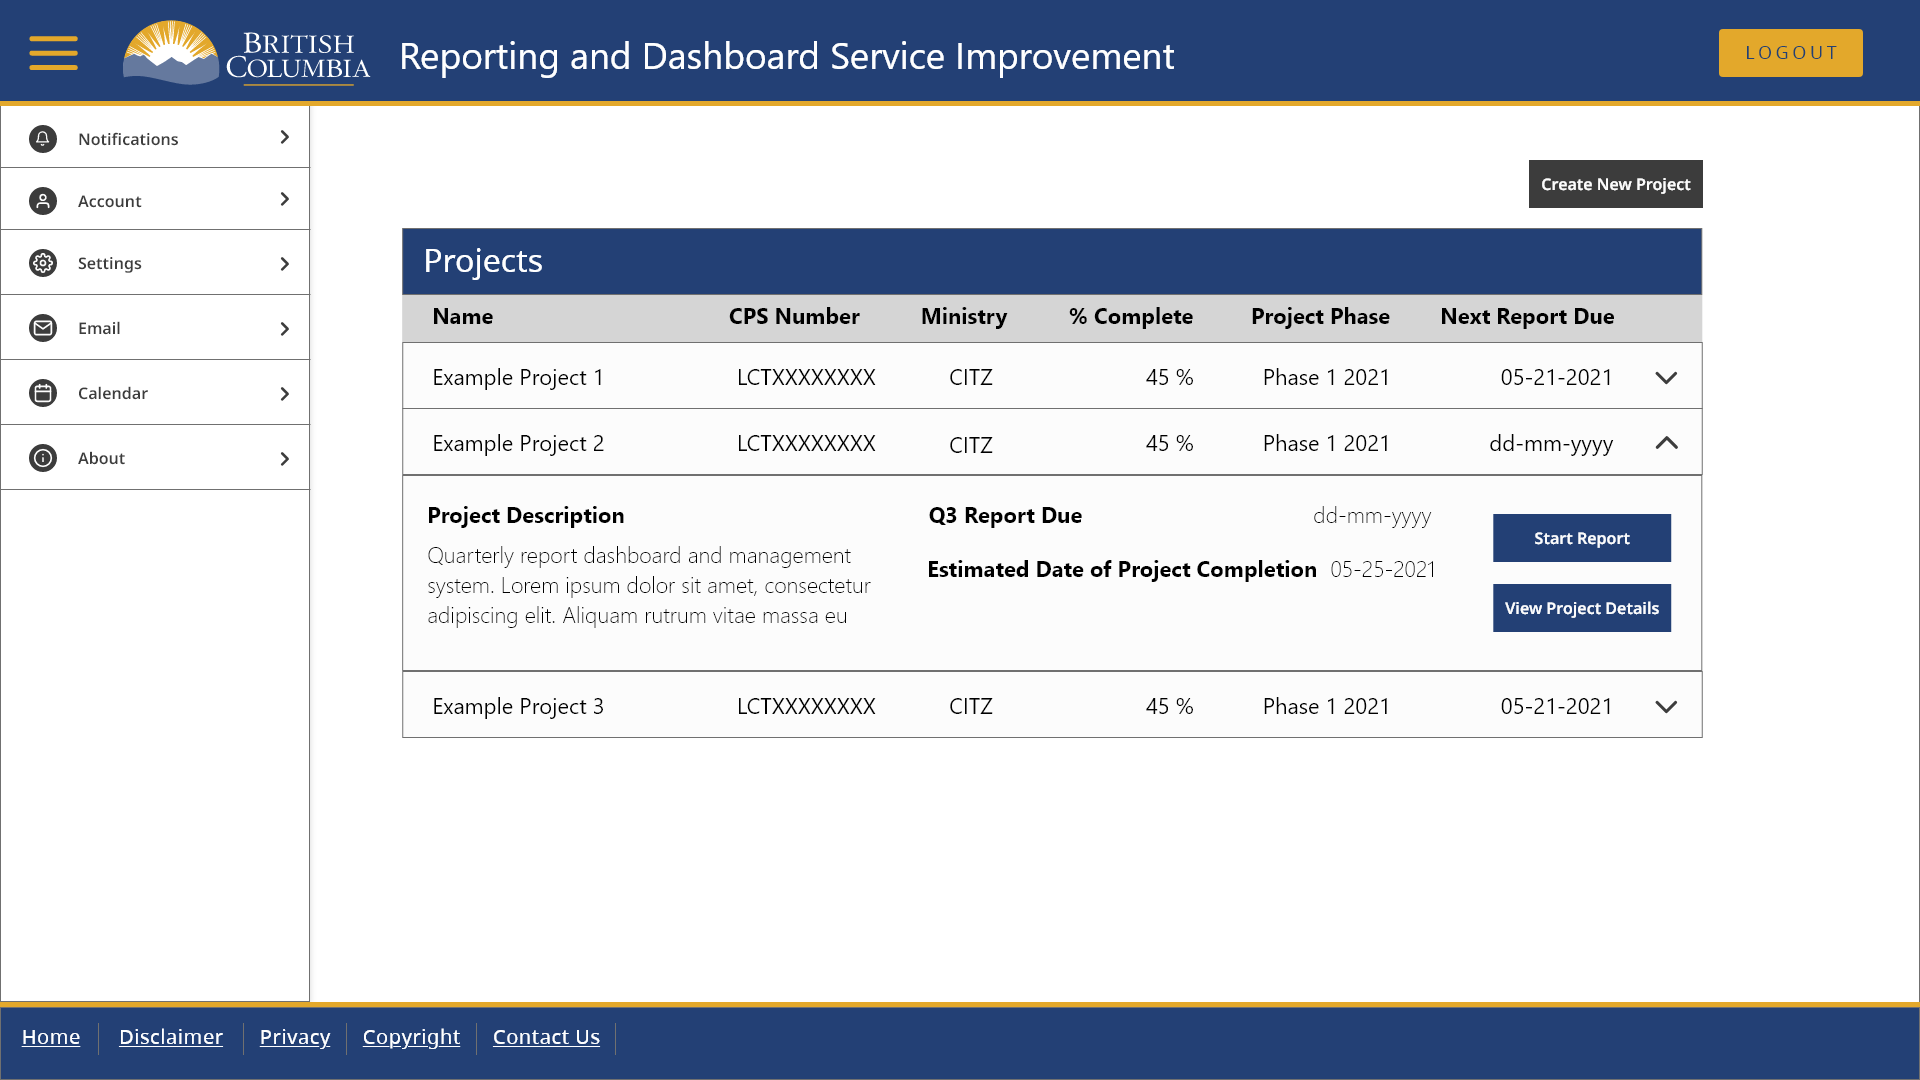 BRITISH
COLUMBIA
Reporting and Dashboard Service Improvement
LOGOUT
Notifications
Account
Settings
Email
Calendar
About
Create New Project
Projects
Name CPS Number Ministry % Complete Project Phase Next Report Due
Example Project 1 LCTXXXXXXXX CITZ 45 % Phase 1 2021 05-21-2021
Example Project 2 LCTXXXXXXXX CITZ 45 % Phase 1 2021 dd-mm-yyyy
Project Description
Quarterly report dashboard and management
system. Lorem ipsum dolor sit amet, consectetur
adipiscing elit. Aliquam rutrum vitae massa eu
Q3 Report Due dd-mm-yyyy
Estimated Date of Project Completion 05-25-2021
Start Report
View Project Details
Example Project 3 LCTXXXXXXXX CITZ 45 % Phase 1 2021 05-21-2021
Home Disclaimer Privacy Copyright Contact Us